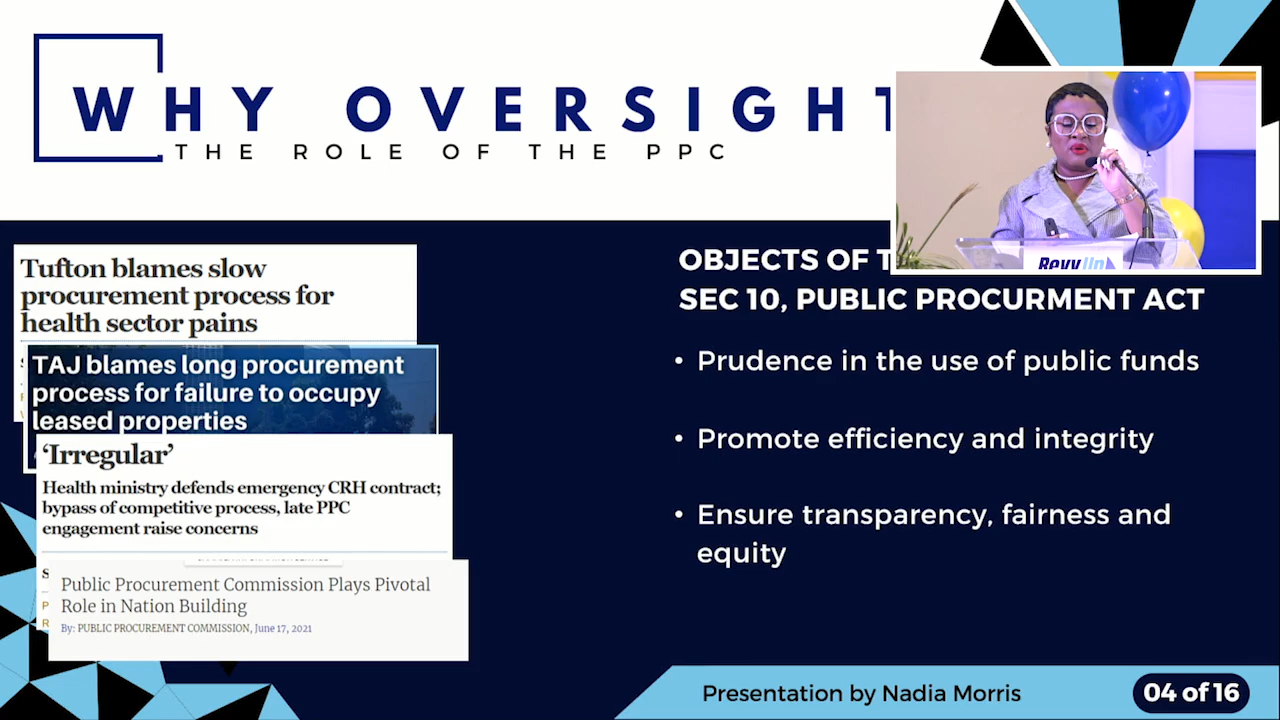 WHY OVERSIGHT
THE ROLE OF THE PPC
Tufton blames slow
procurement process for
health sector pains
TAJ blames long procurement
process for failure to occupy
leased properties
‘Irregular’
Health ministry defends emergency CRH contract;
bypass of competitive process, late PPC
engagement raise concerns
Public Procurement Commission Plays Pivotal
Role in Nation Building
By: PUBLIC PROCUREMENT COMMISSION, June 17, 2021
OBJECTS OF
SEC 10, PUBLIC PROCURMENT ACT
• Prudence in the use of public funds
• Promote efficiency and integrity
• Ensure transparency, fairness and
equity
RevvUp
Presentation by Nadia Morris
04 of 16